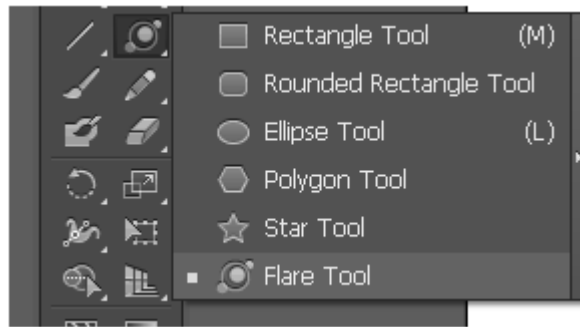 Rectangle Tool (M)
Rounded Rectangle Tool
Ellipse Tool (L)
Polygon Tool
Star Tool
Flare Tool